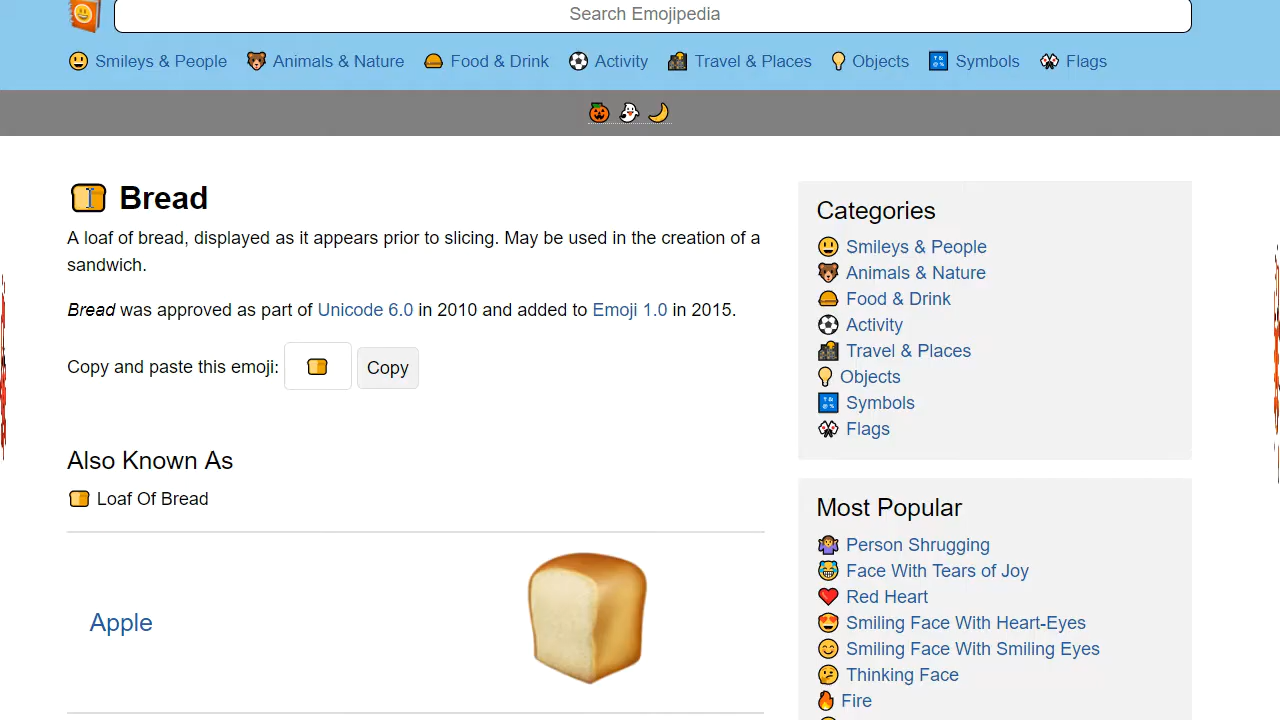 Search Emojipedia
Smileys & People Animals & Nature Food & Drink Activity Travel & Places Objects Symbols Flags
Bread
A loaf of bread, displayed as it appears prior to slicing. May be used in the creation of a
sandwich.
Bread was approved as part of Unicode 6.0 in 2010 and added to Emoji 1.0 in 2015.
Copy and paste this emoji: Copy
Also Known As
Loaf Of Bread
Apple
Categories
Smileys & People
Animals & Nature
Food & Drink
Activity
Travel & Places
Objects
Symbols
Flags
Most Popular
Person Shrugging
Face With Tears of Joy
Red Heart
Smiling Face With Heart-Eyes
Smiling Face With Smiling Eyes
Thinking Face
Fire